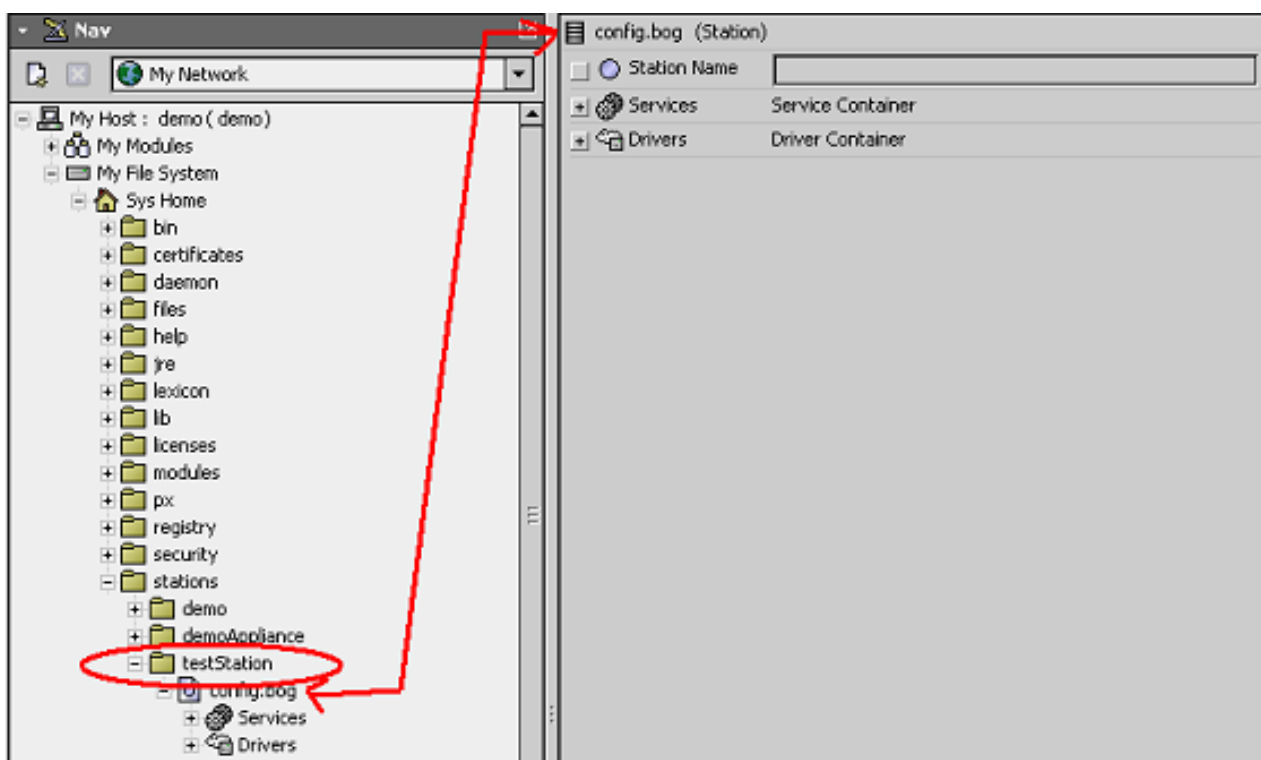 Nav
My Network
My Host : demo ( demo)
My Modules
My File System
Sys Home
bin
certificates
daemon
files
help
jre
lexicon
lib
licenses
modules
px
registry
security
stations
demo
demoAppliance
testStation
config.bog
Services
Drivers
config.bog (Station)
Station Name
Services Service Container
Drivers Driver Container